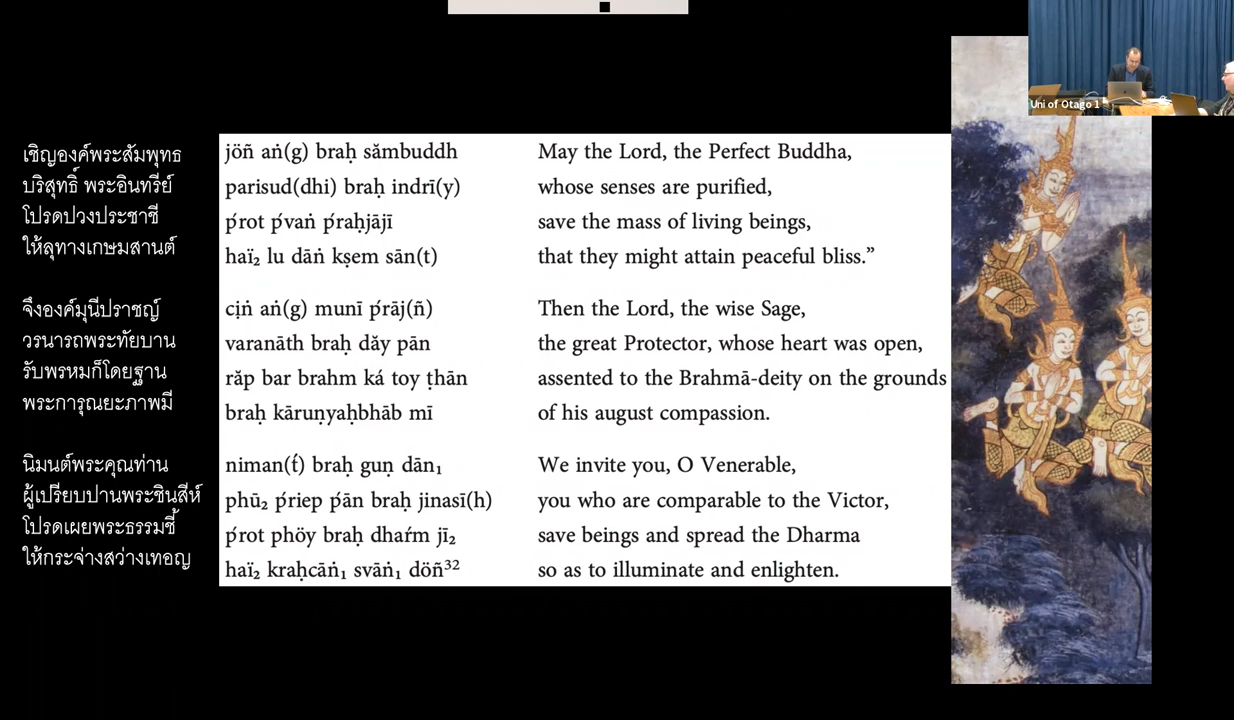 Uni of Otago 1
เชิญองค์พระสัมพุทธ
บริสุทธิ์ พระอินทรีย์
โปรดปวงประชาชี
ให้ลุทางเกษมสานต์
จึงองค์มุนีปราชญ์
วรนารถพระทัยบาน
รับพรหมก็โดยฐาน
พระการุณยะภาพมี
นิมนต์พระคุณท่าน
ผู้เปรียบปานพระชินสีห์
โปรดเผยพระธรรมชี้
ให้กระจ่างสว่างเทอญ
jöñ aṅ(g) braḥ sămbuddh
parisud(dhi) braḥ indrī(y)
ṕrot ṕvaṅ ṕraḥjājī
haï₂ lu dāṅ kṣem sān(t)
cịṅ aṅ(g) munī ṕrāj(ñ)
varanāth braḥ dăy pān
răp bar brahm ká toy ṭhān
braḥ kāruṇyaḥbhāb mī
niman(t́) braḥ guṇ dān₁
phū₂ ṕriep ṕān braḥ jinasī(h)
ṕrot phöy braḥ dhaŕm jī₂
haï₂ kraḥcāṅ₁ svāṅ₁ döñ³²
May the Lord, the Perfect Buddha,
whose senses are purified,
save the mass of living beings,
that they might attain peaceful bliss.”
Then the Lord, the wise Sage,
the great Protector, whose heart was open,
assented to the Brahmā-deity on the grounds
of his august compassion.
We invite you, O Venerable,
you who are comparable to the Victor,
save beings and spread the Dharma
so as to illuminate and enlighten.